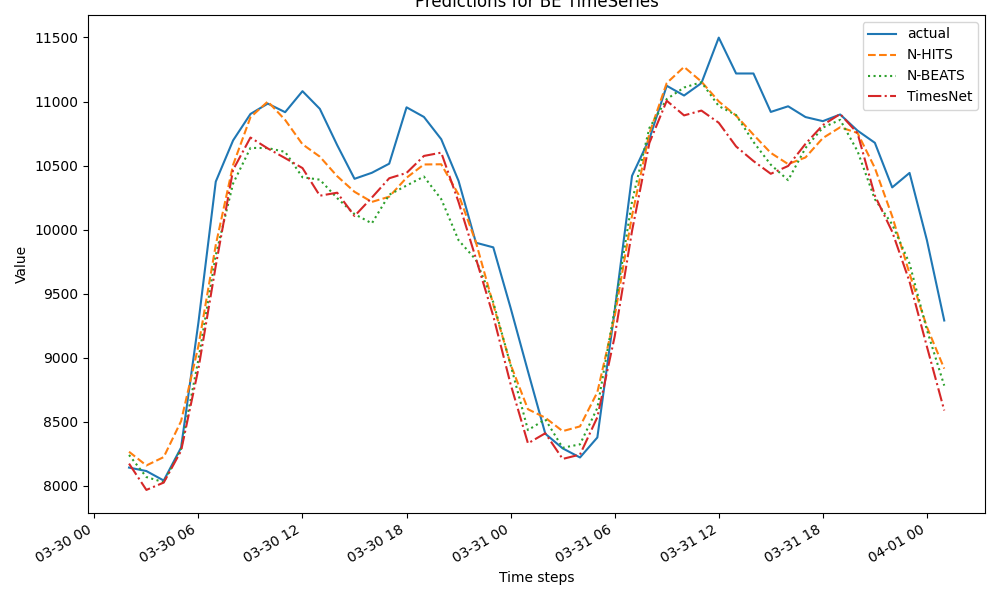 Predictions for BE TimeSeries
11500
11000
10500
10000
9500
9000
8500
8000
Value
actual
N-HITS
N-BEATS
TimesNet
03-30 00
03-30 06
03-30 12
03-30 18
03-31 00
03-31 06
03-31 12
03-31 18
04-01 00
Time steps